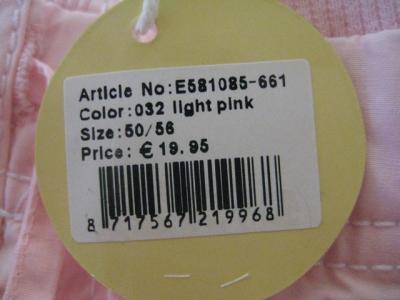 Article No:E581085-661
Color:032 light pink
Size:50/56
Price: € 19.95
8 717567 219968